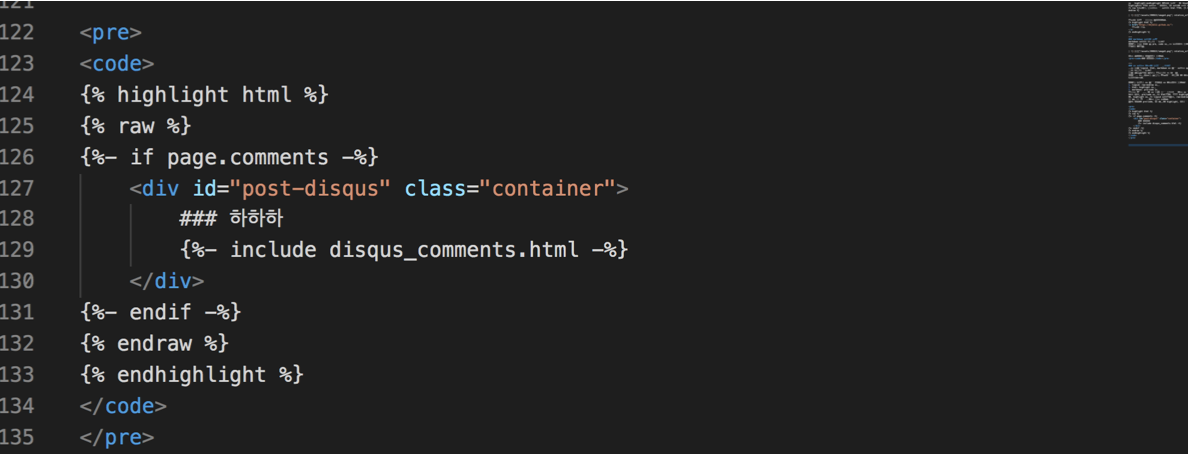 121
122 <pre>
123 <code>
124 {% highlight html %}
125 {% raw %}
126 {%- if page.comments -%}
127 <div id="post-disqus" class="container">
128 ### 하하하
129 {%- include disqus_comments.html -%}
130 </div>
131 {%- endif -%}
132 {% endraw %}
133 {% endhighlight %}
134 </code>
135 </pre>